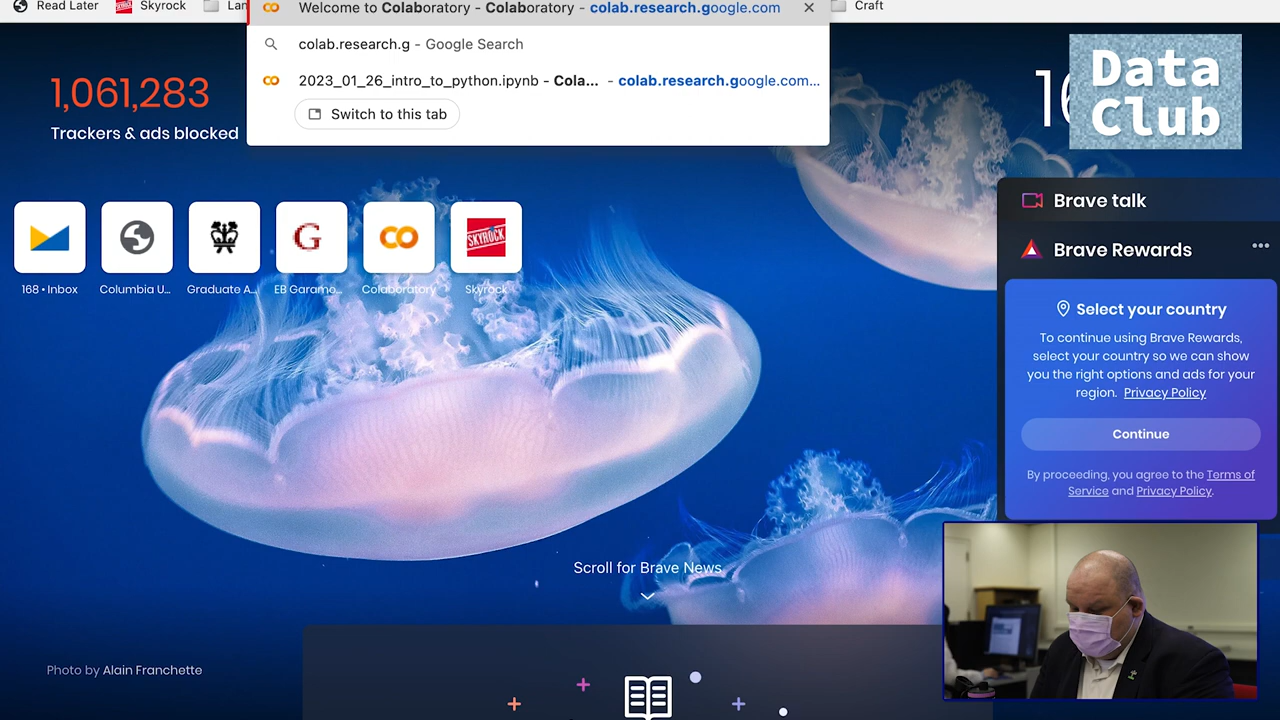 Read Later
Skyrock
Lan
Welcome to Colaboratory - Colaboratory - colab.research.google.com
Craft
colab.research.g - Google Search
2023_01_26_intro_to_python.ipynb - Cola... - colab.research.google.com...
Switch to this tab
1,061,283
Trackers & ads blocked
16
Data
Club
Brave talk
Brave Rewards
G
SKYROCK
168 • Inbox
Columbia U...
Graduate A...
EB Garamo...
Colaboratory
Skyrock
Select your country
To continue using Brave Rewards,
select your country so we can show
you the right options and ads for your
region. Privacy Policy
Continue
By proceeding, you agree to the Terms of
Service and Privacy Policy.
Scroll for Brave News
Photo by Alain Franchette